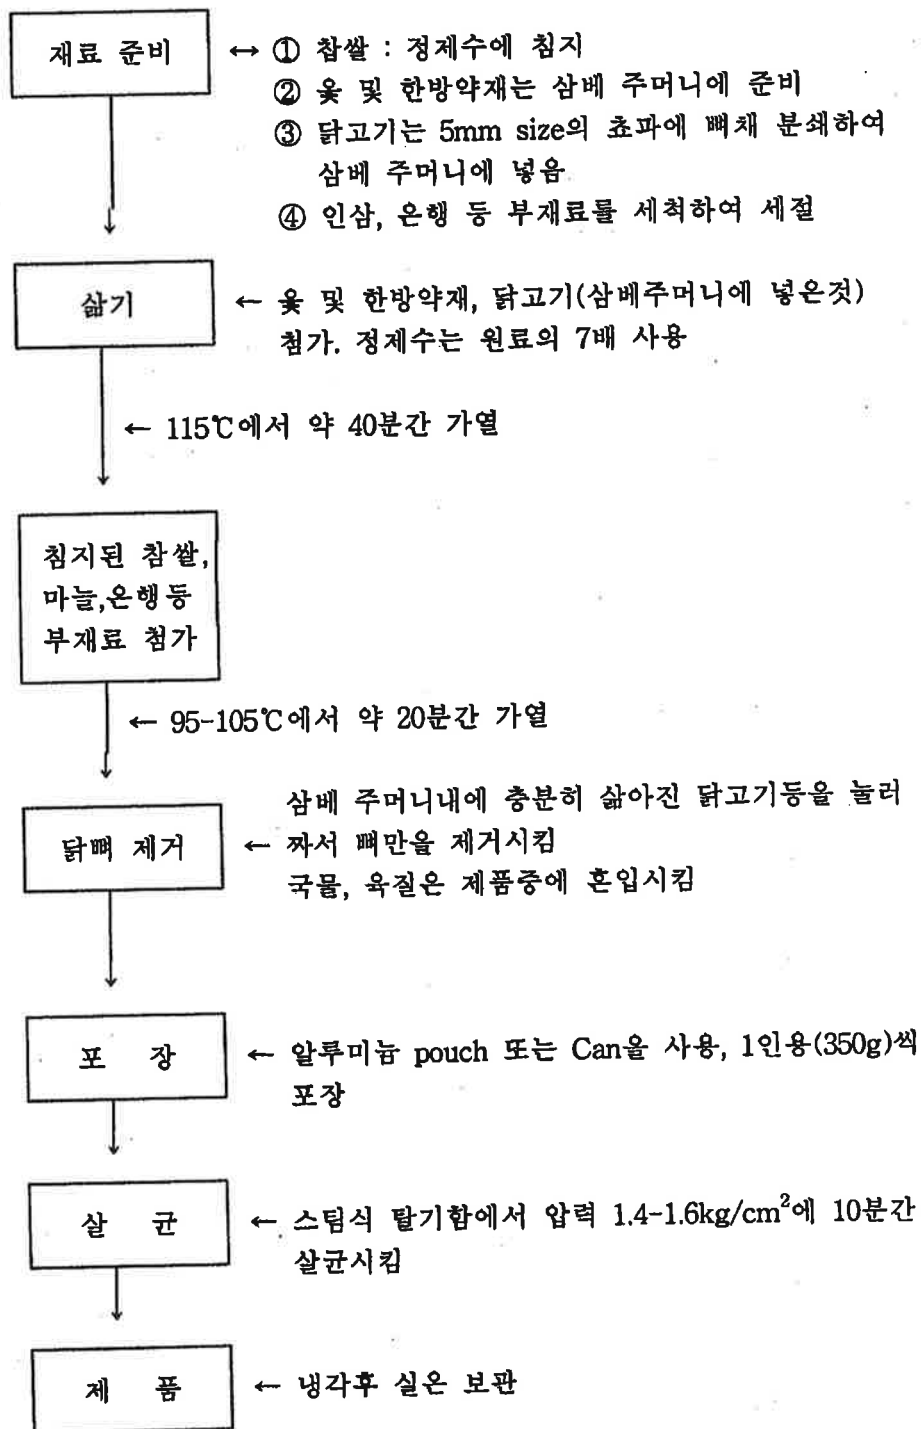 재료 준비 ↔ ① 찹쌀 : 정제수에 침지
② 옻 및 한방약재는 삼베 주머니에 준비
③ 닭고기는 5mm size의 쵸파에 뼈채 분쇄하여
삼베 주머니에 넣음
④ 인삼, 은행 등 부재료를 세척하여 세절
삶기 ← 옻 및 한방약재, 닭고기(삼베주머니에 넣은것)
첨가. 정제수는 원료의 7배 사용
← 115℃에서 약 40분간 가열
침지된 찹쌀,
마늘,은행등
부재료 첨가
← 95-105℃에서 약 20분간 가열
삼베 주머니내에 충분히 삶아진 닭고기등을 눌러
닭뼈 제거 ← 짜서 뼈만을 제거시킴
국물, 육질은 제품중에 혼입시킴
포 장 ← 알루미늄 pouch 또는 Can을 사용, 1인용(350g)씩
포장
살 균 ← 스팀식 탈기함에서 압력 1.4-1.6kg/cm²에 10분간
살균시킴
제 품 ← 냉각후 실온 보관